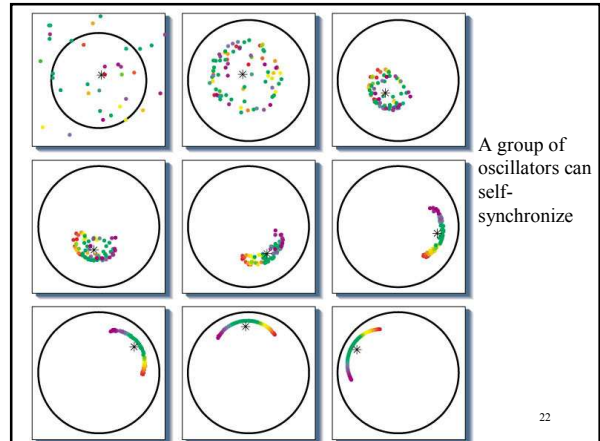 A group of
oscillators can
self-
synchronize
22